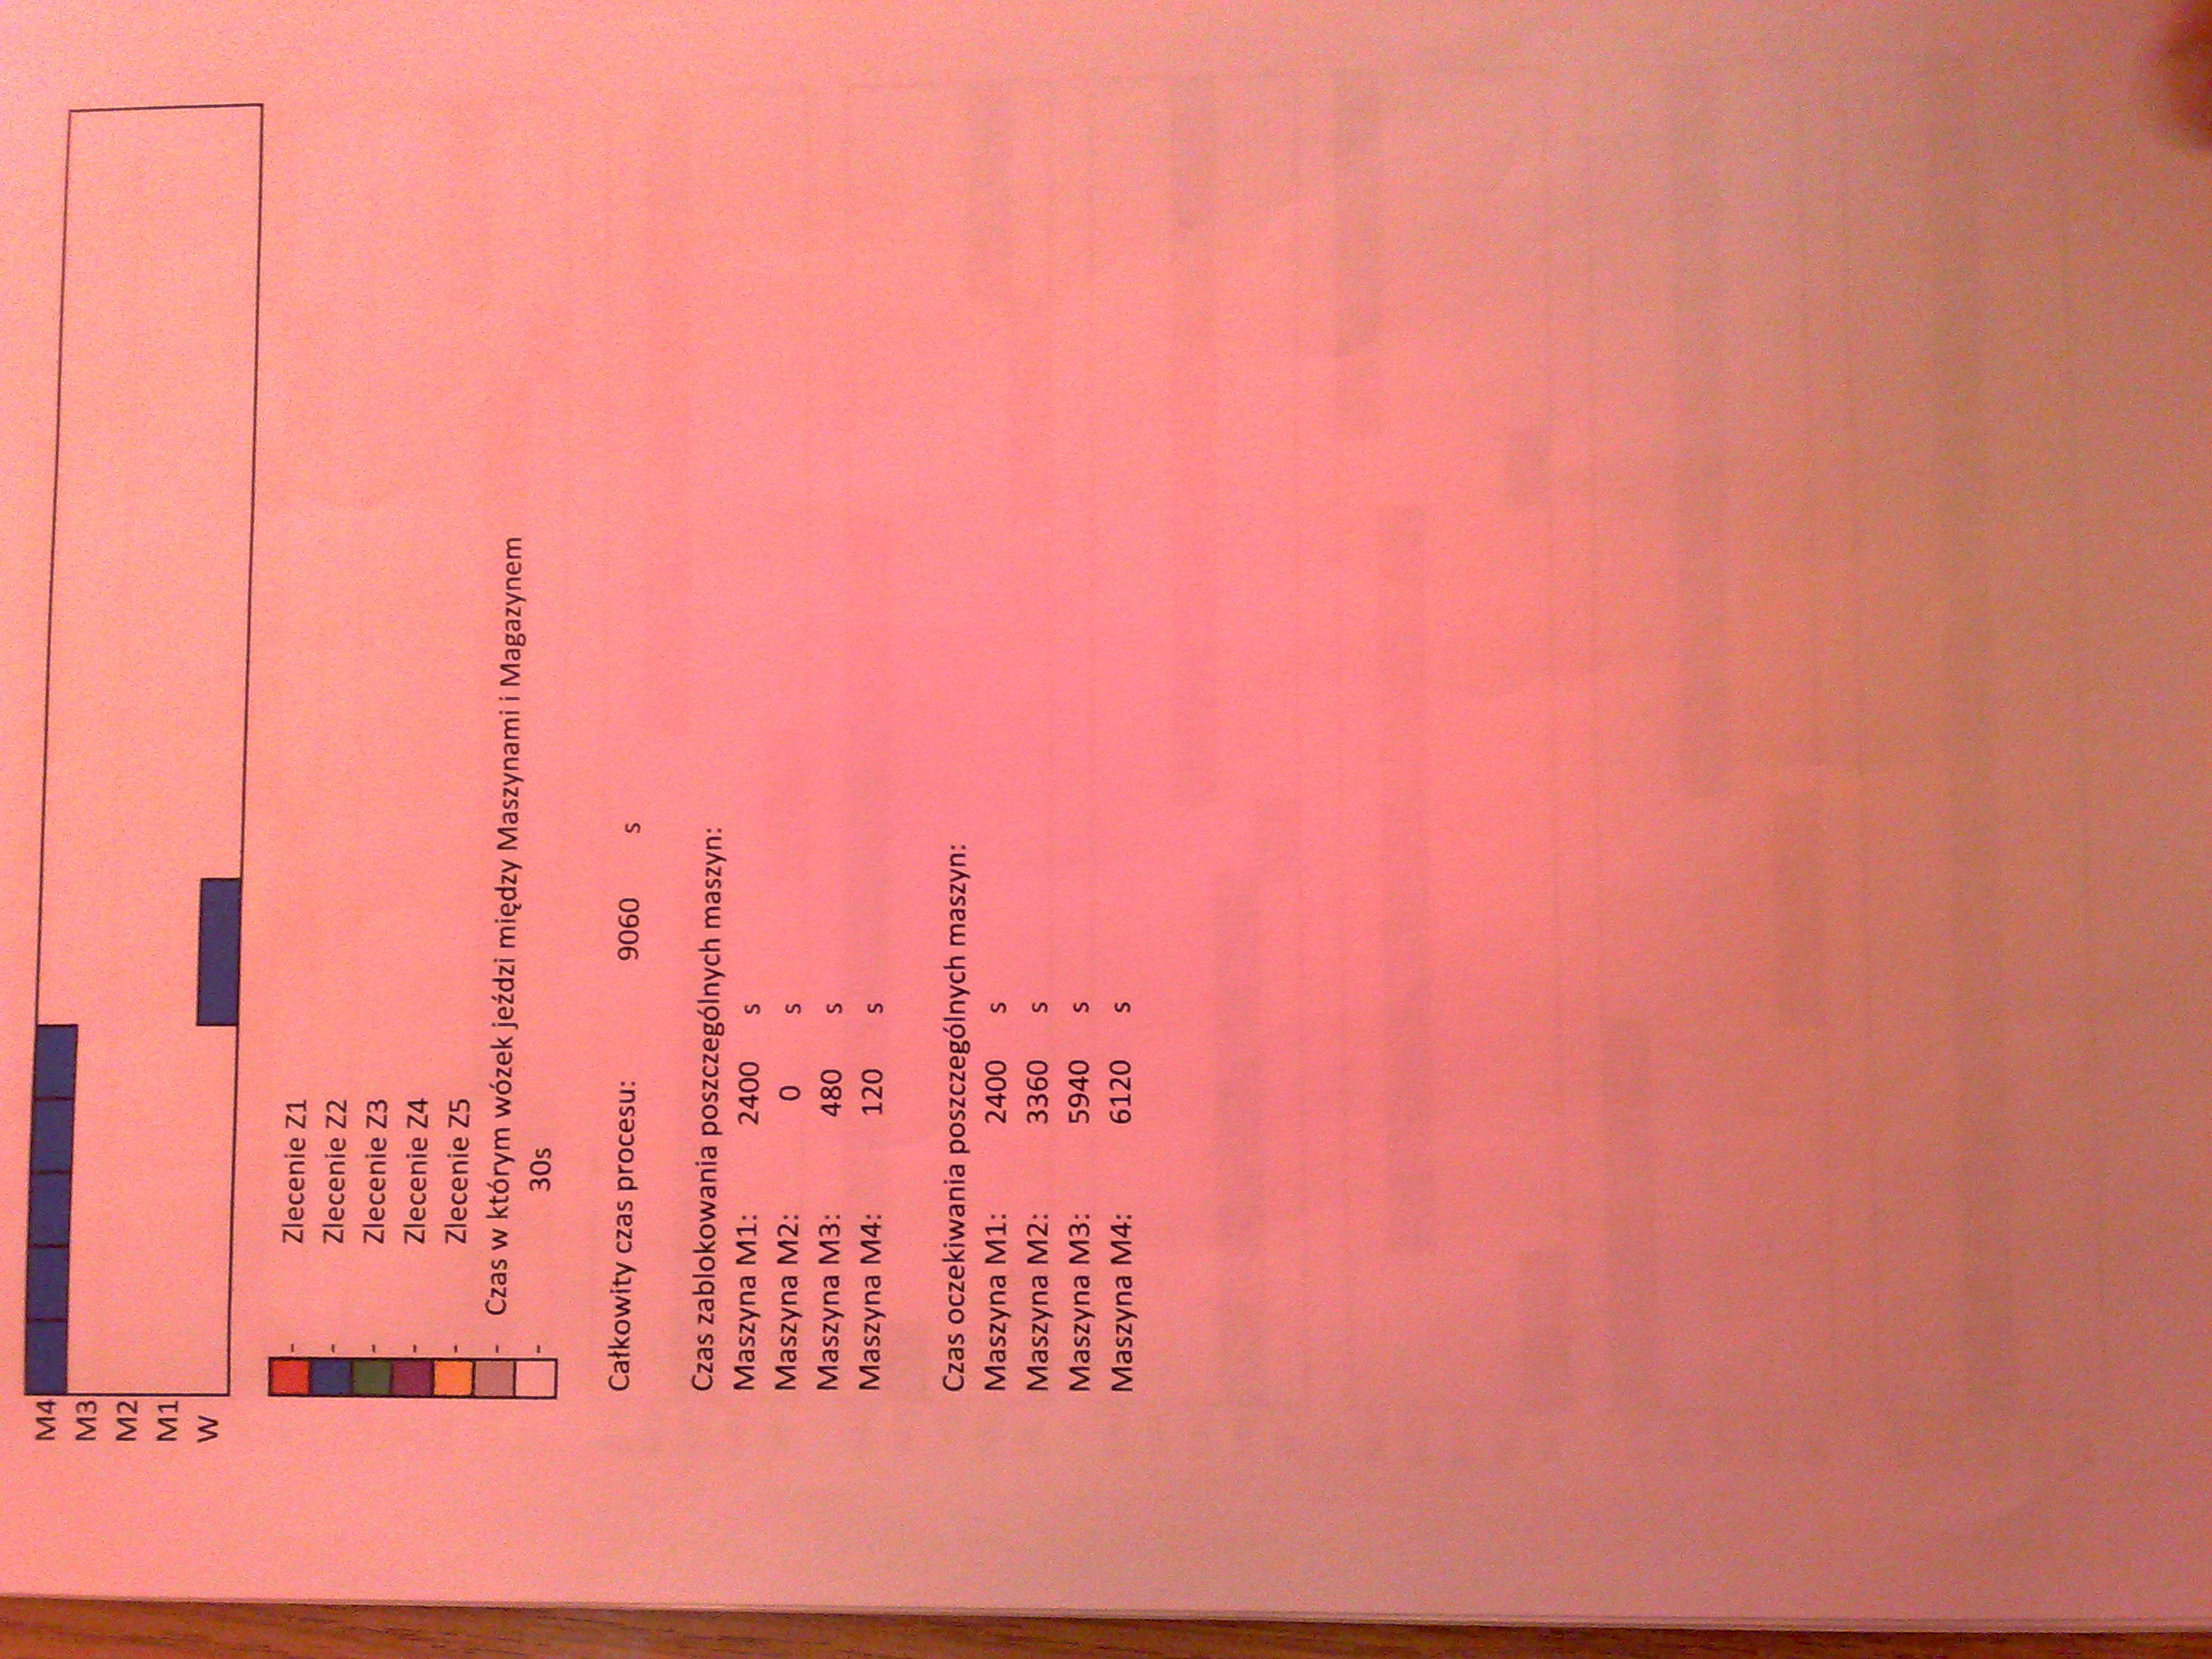 M4
M3
M2
M1
W
- Zlecenie Z1
- Zlecenie Z2
- Zlecenie Z3
- Zlecenie Z4
- Zlecenie Z5
- Czas w którym wózek jeździ między Maszynami i Magazynem
- 30s
Całkowity czas procesu: 9060 s
Czas zablokowania poszczególnych maszyn:
Maszyna M1: 2400 s
Maszyna M2: 0 s
Maszyna M3: 480 s
Maszyna M4: 120 s
Czas oczekiwania poszczególnych maszyn:
Maszyna M1: 2400 s
Maszyna M2: 3360 s
Maszyna M3: 5940 s
Maszyna M4: 6120 s